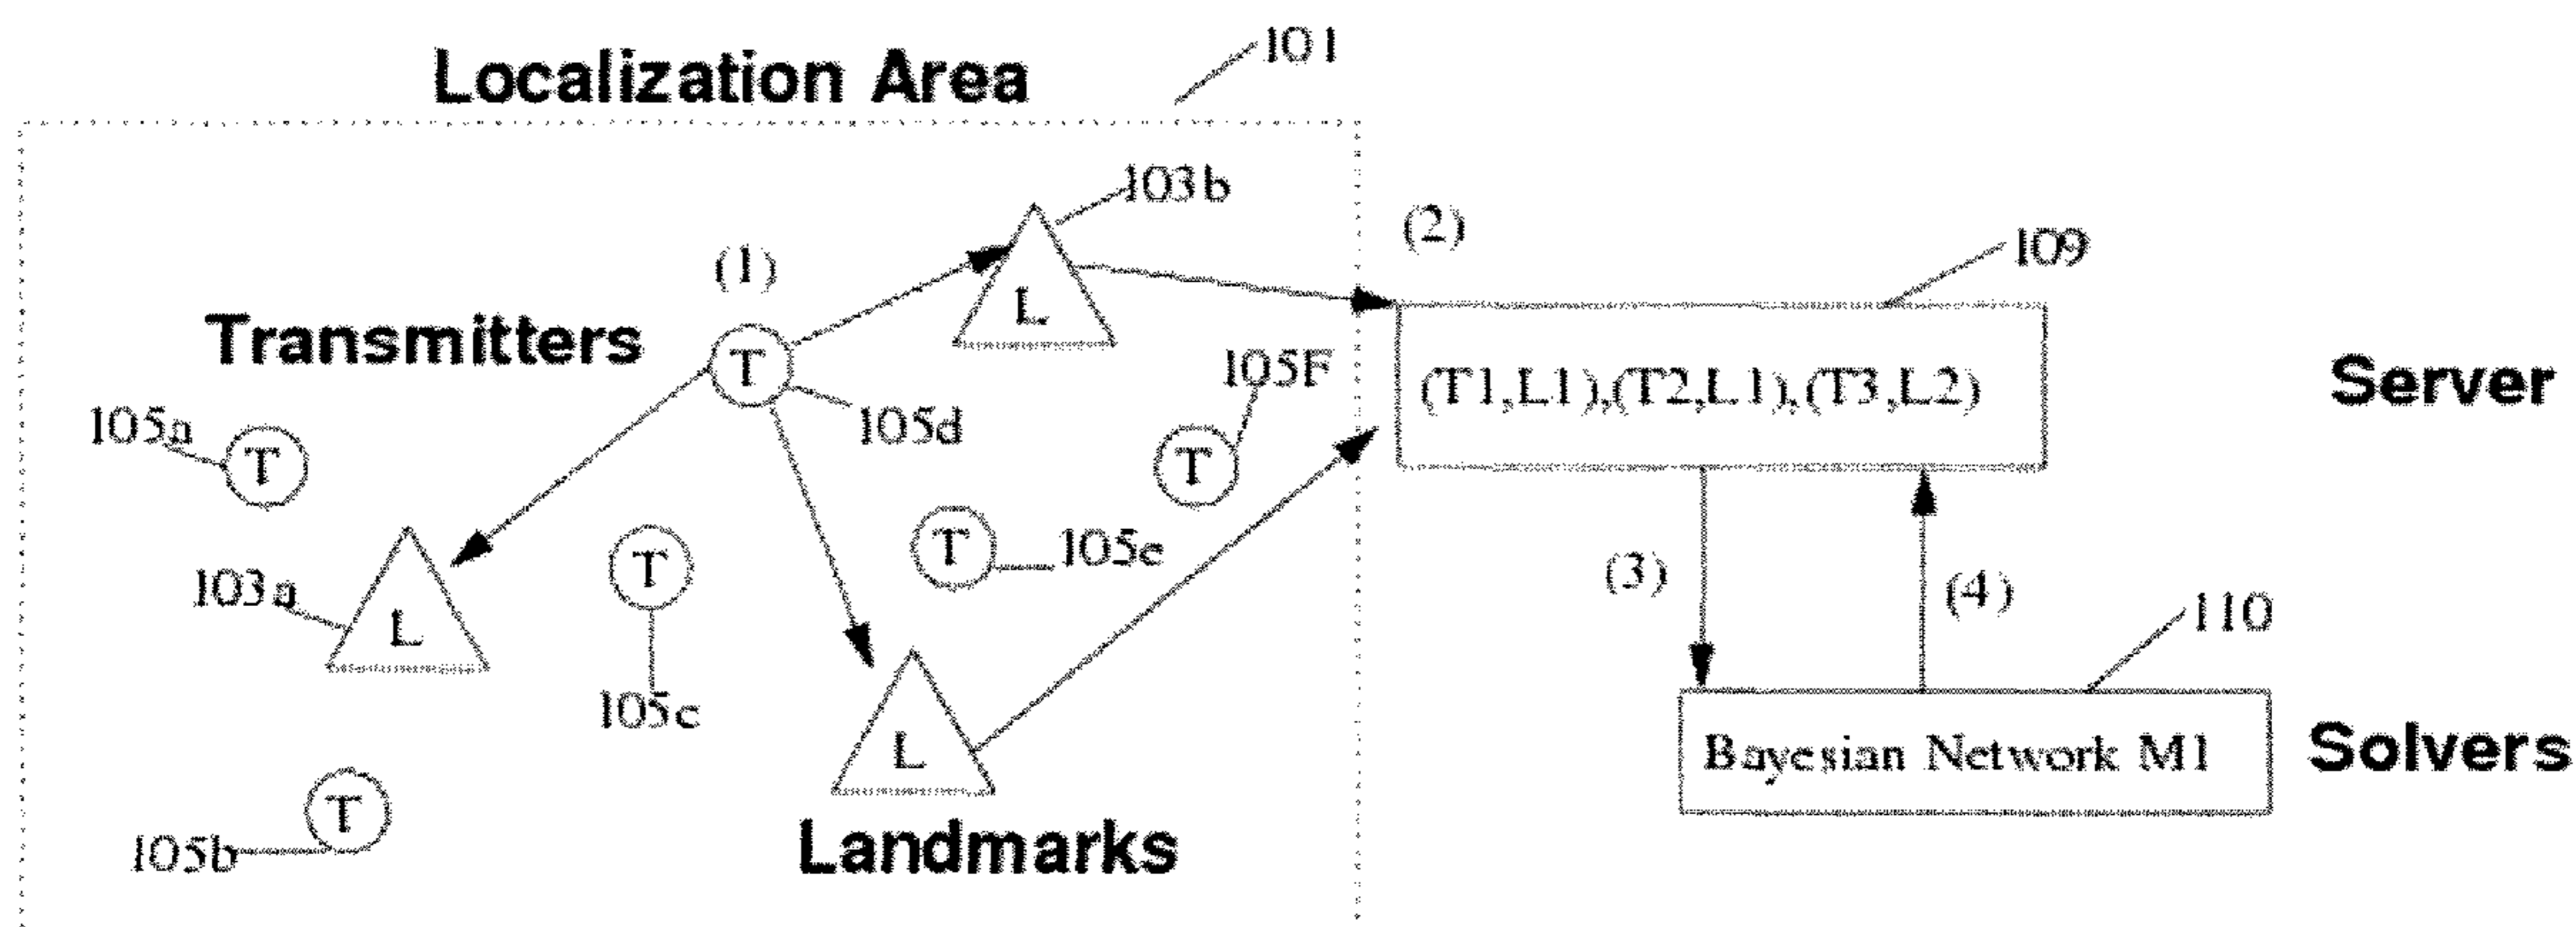 101
Localization Area
103b
(2)
109
(1)
L
Transmitters
T
105F
(T1,L1),(T2,L1),(T3,L2)
Server
105a
T
105d
T
T
105e
T
103a
L
(3)
(4)
110
105c
L
Bayesian Network M1
Solvers
T
105b
Landmarks